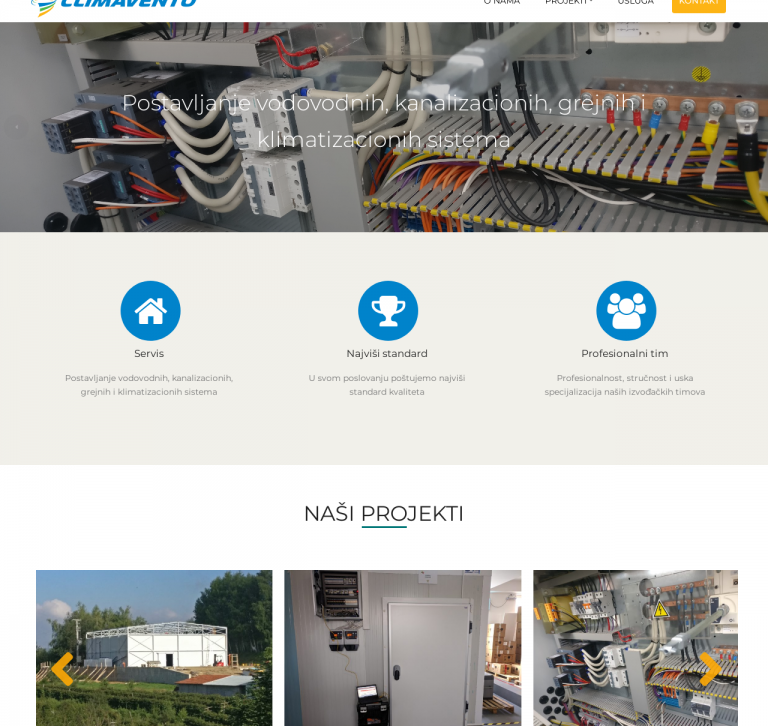 CLIMAVENTO
O NAMA PROJEKTI USLUGA KONTAKT
Postavljanje vodovodnih, kanalizacionih, grejnih i
klimatizacionih sistema
Servis
Postavljanje vodovodnih, kanalizacionih,
grejnih i klimatizacionih sistema
Najviši standard
U svom poslovanju poštujemo najviši
standard kvaliteta
Profesionalni tim
Profesionalnost, stručnost i uska
specijalizacija naših izvođačkih timova
NAŠI PROJEKTI